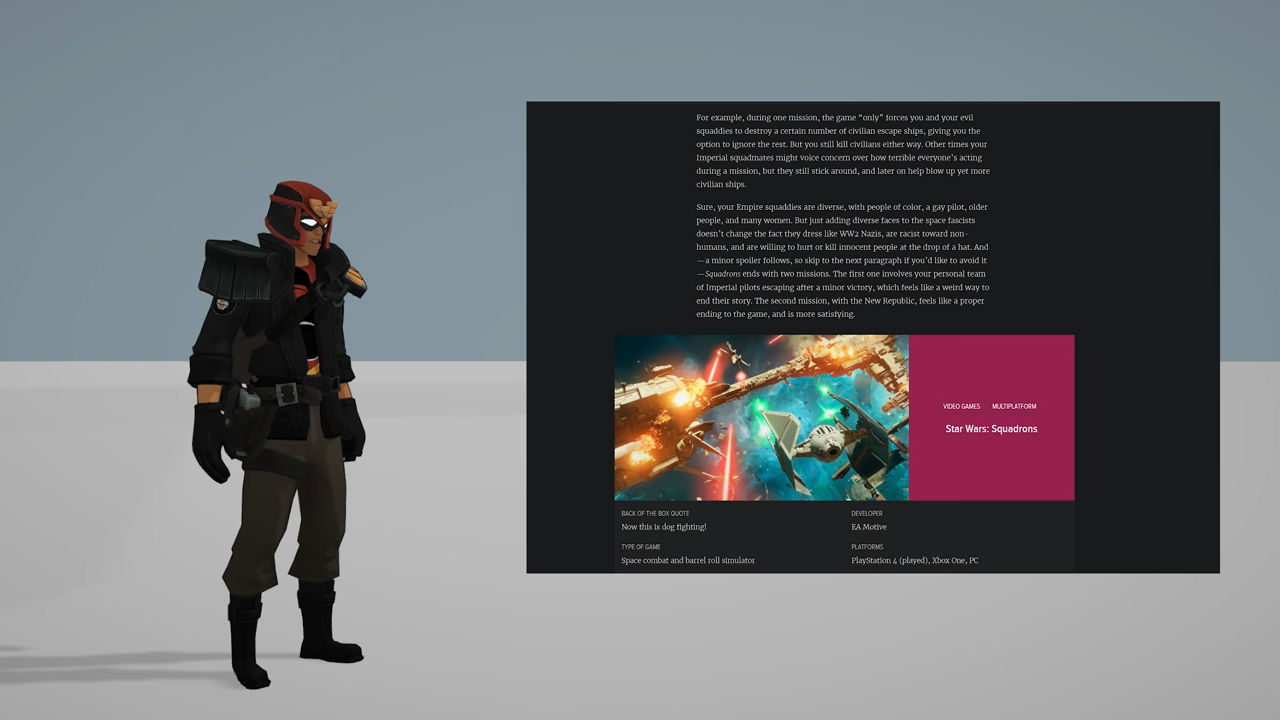 For example, during one mission, the game “only” forces you and your evil
squaddies to destroy a certain number of civilian escape ships, giving you the
option to ignore the rest. But you still kill civilians either way. Other times your
Imperial squadmates might voice concern over how terrible everyone’s acting
during a mission, but they still stick around, and later on help blow up yet more
civilian ships.
Sure, your Empire squaddies are diverse, with people of color, a gay pilot, older
people, and many women. But just adding diverse faces to the space fascists
doesn’t change the fact they dress like WW2 Nazis, are racist toward non-
humans, and are willing to hurt or kill innocent people at the drop of a hat. And
—a minor spoiler follows, so skip to the next paragraph if you’d like to avoid it
—Squadrons ends with two missions. The first one involves your personal team
of Imperial pilots escaping after a minor victory, which feels like a weird way to
end their story. The second mission, with the New Republic, feels like a proper
ending to the game, and is more satisfying.
VIDEO GAMES MULTIPLATFORM
Star Wars: Squadrons
BACK OF THE BOX QUOTE
Now this is dog fighting!
DEVELOPER
EA Motive
TYPE OF GAME
Space combat and barrel roll simulator
PLATFORMS
PlayStation 4 (played), Xbox One, PC